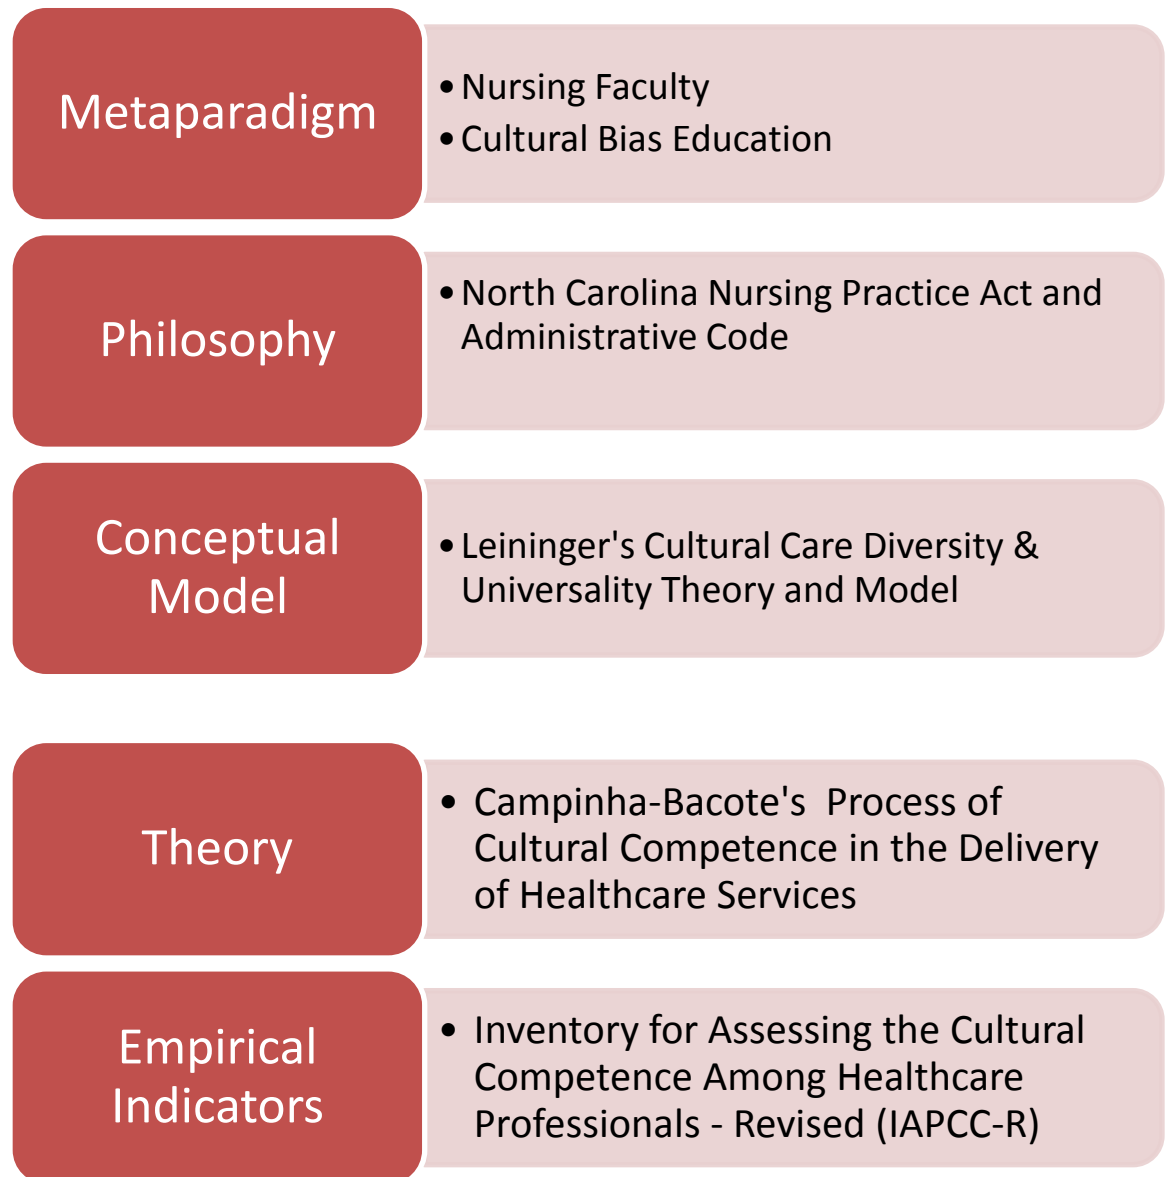 Metaparadigm
•Nursing Faculty
•Cultural Bias Education
Philosophy
•North Carolina Nursing Practice Act and
Administrative Code
Conceptual
Model
•Leininger's Cultural Care Diversity &
Universality Theory and Model
Theory
• Campinha-Bacote's  Process of
Cultural Competence in the Delivery
of Healthcare Services
Empirical
Indicators
• Inventory for Assessing the Cultural
Competence Among Healthcare
Professionals - Revised (IAPCC-R)